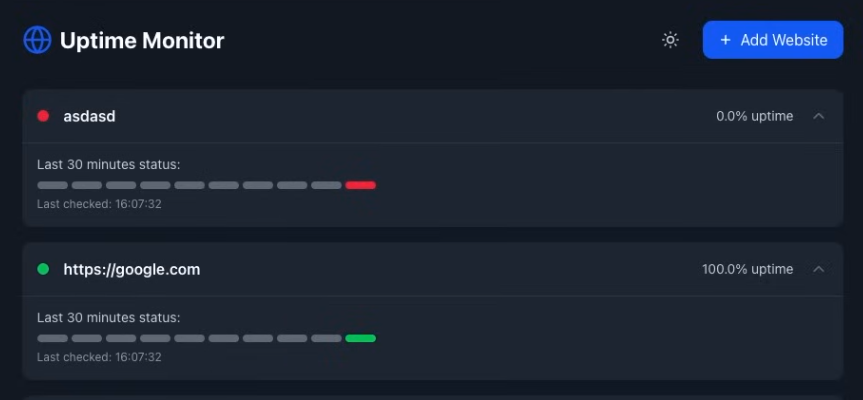 Uptime Monitor
+ Add Website
asdasd
0.0% uptime
Last 30 minutes status:
Last checked: 16:07:32
https://google.com
100.0% uptime
Last 30 minutes status:
Last checked: 16:07:32